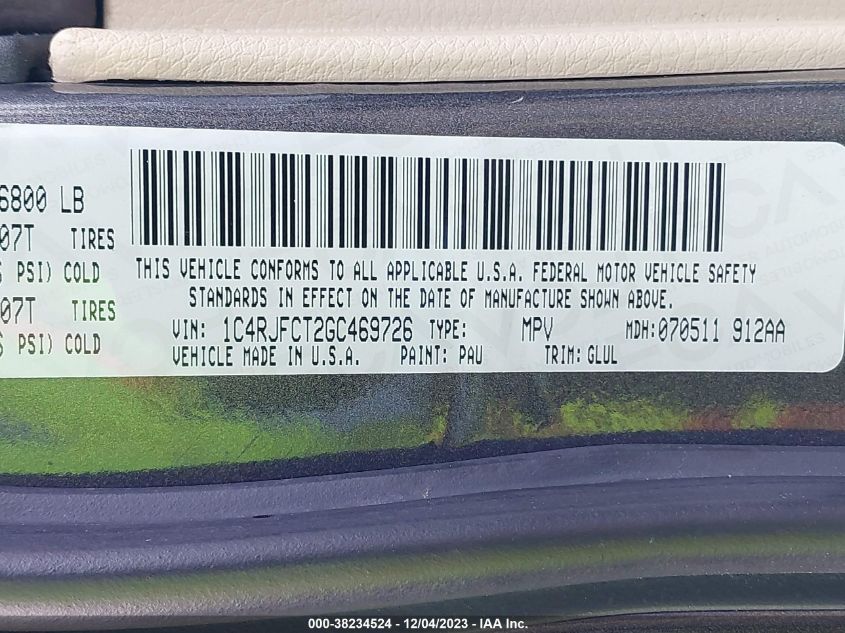 6800 LB
07T TIRES
PSI) COLD
THIS VEHICLE CONFORMS TO ALL APPLICABLE U.S.A. FEDERAL MOTOR VEHICLE SAFETY
STANDARDS IN EFFECT ON THE DATE OF MANUFACTURE SHOWN ABOVE.
07T TIRES
VIN: 1C4RJFCT2GC469726 TYPE: MPV MDH:070511 912AA
PSI) COLD
VEHICLE MADE IN U.S.A. PAINT: PAU TRIM: GLUL
000-38234524 - 12/04/2023 - IAA Inc.